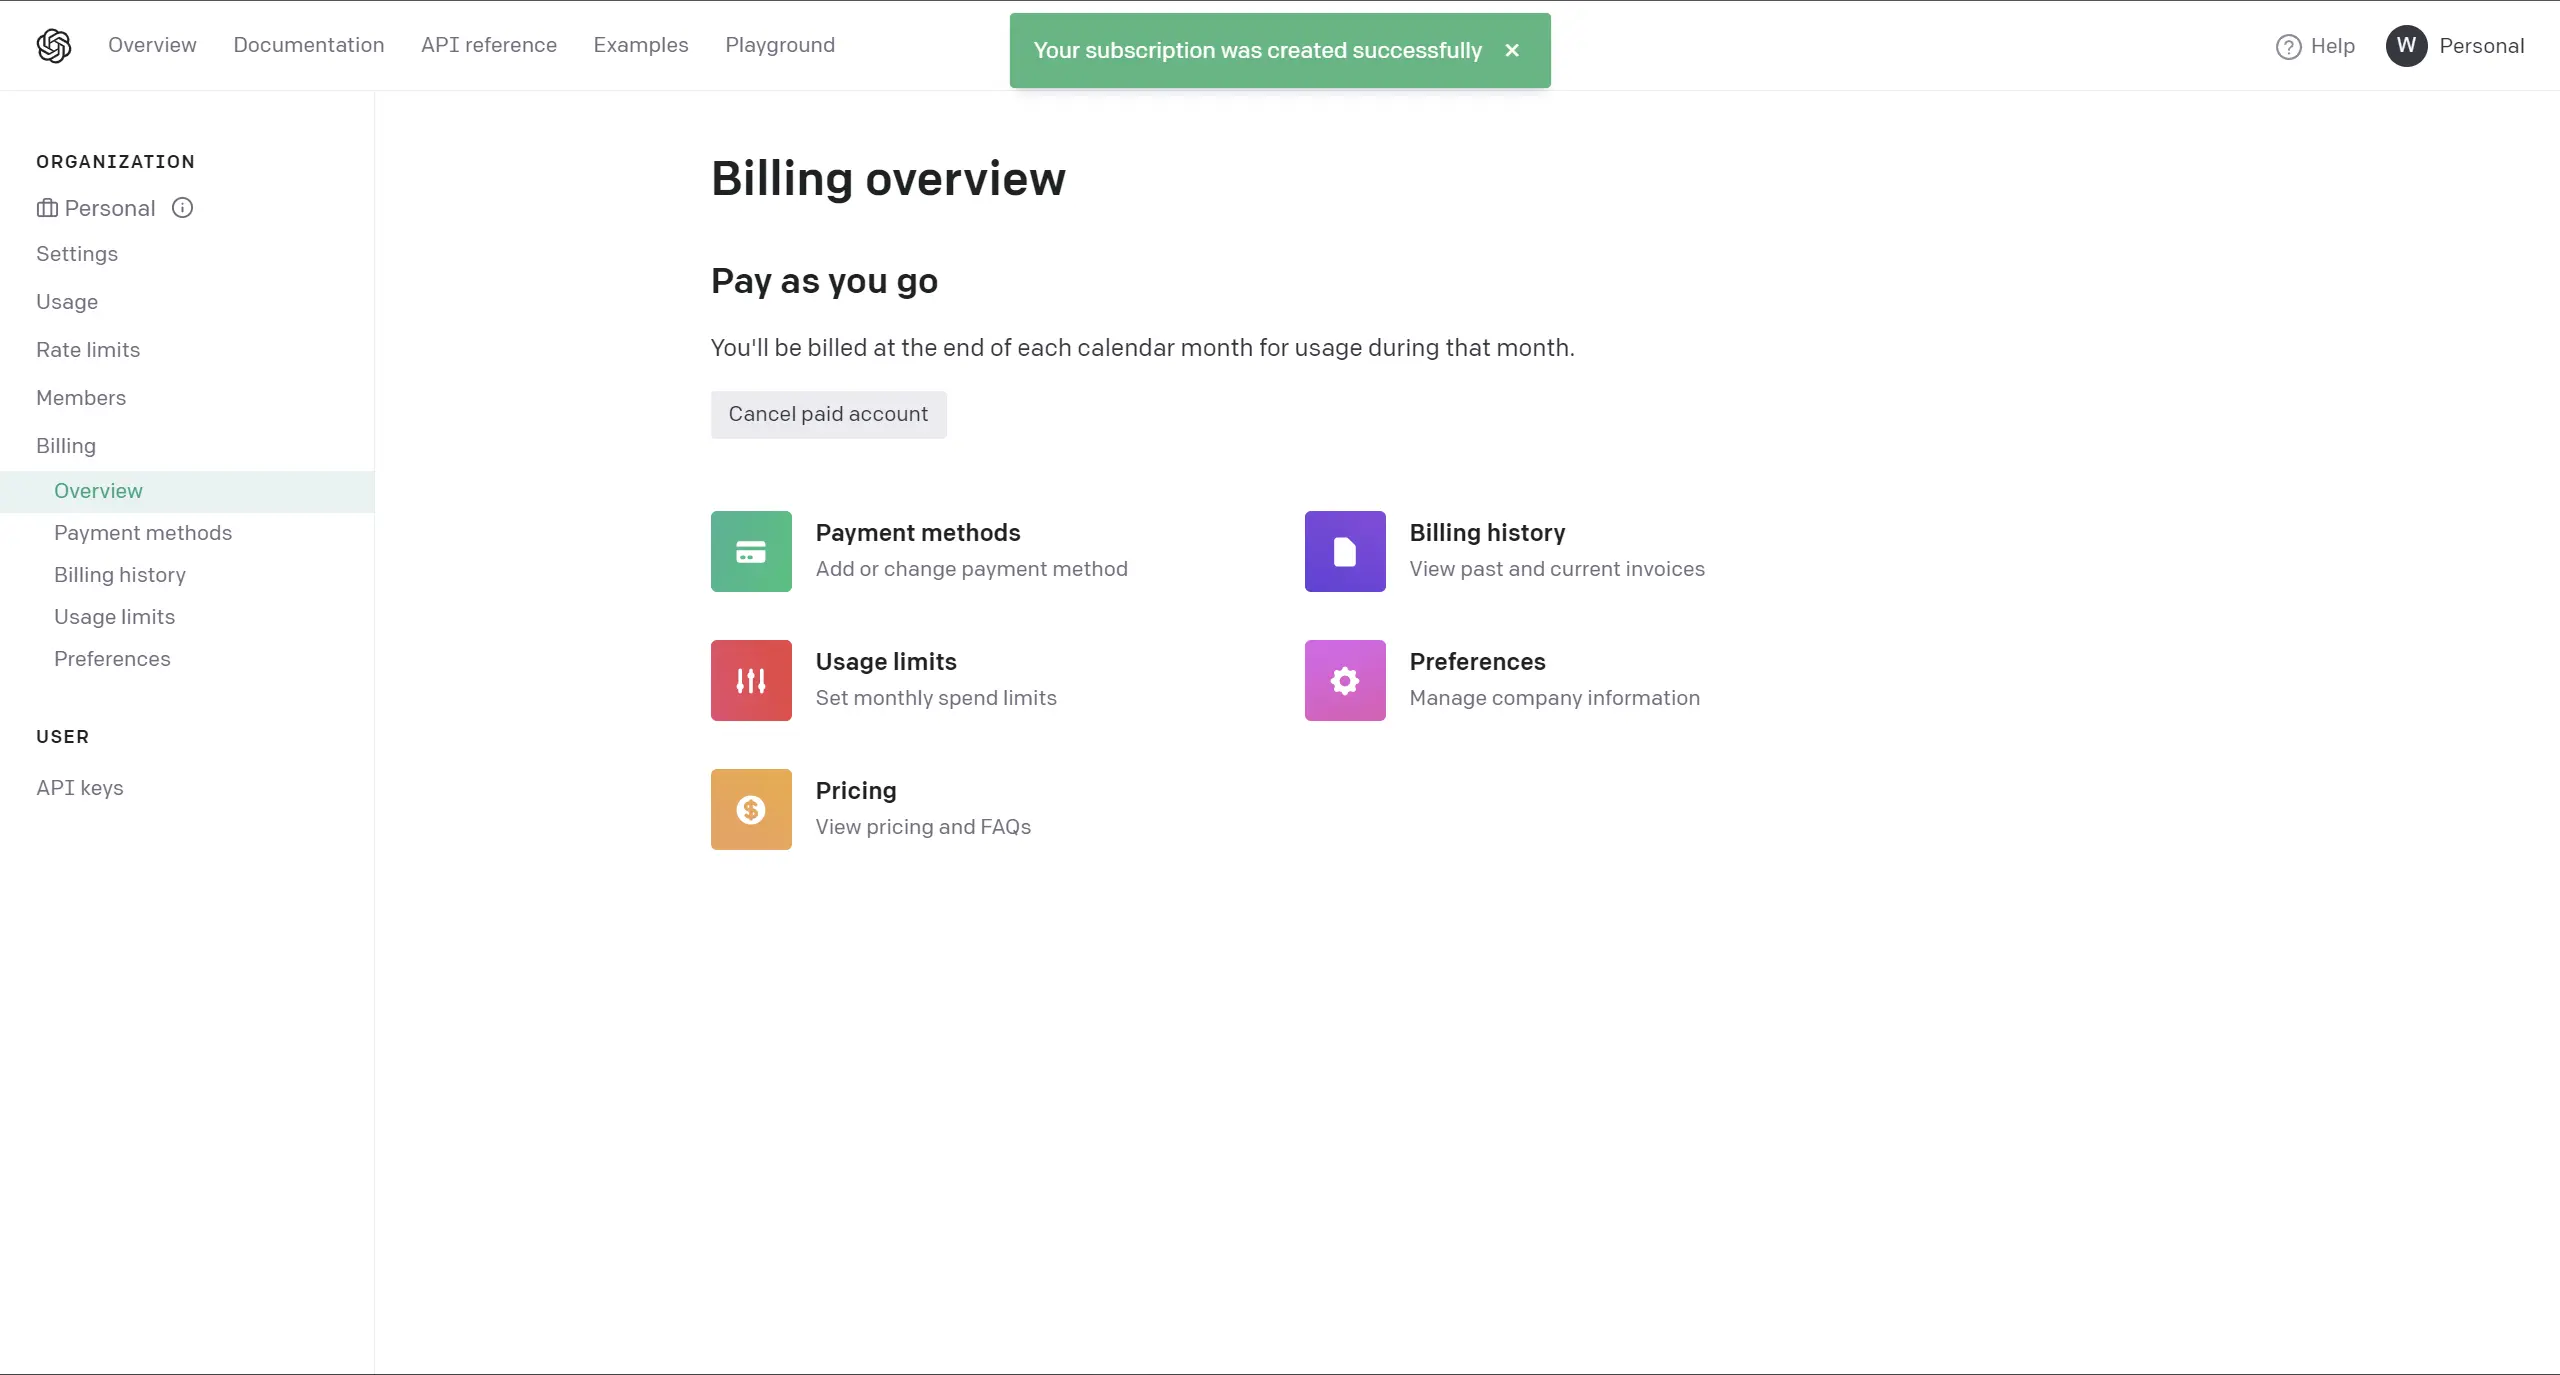 Overview Documentation API reference Examples Playground
Your subscription was created successfully ×
Help W Personal
ORGANIZATION
Personal
Settings
Usage
Rate limits
Members
Billing
Overview
Payment methods
Billing history
Usage limits
Preferences
USER
API keys
Billing overview
Pay as you go
You'll be billed at the end of each calendar month for usage during that month.
Cancel paid account
Payment methods
Add or change payment method
Billing history
View past and current invoices
Usage limits
Set monthly spend limits
Preferences
Manage company information
Pricing
View pricing and FAQs